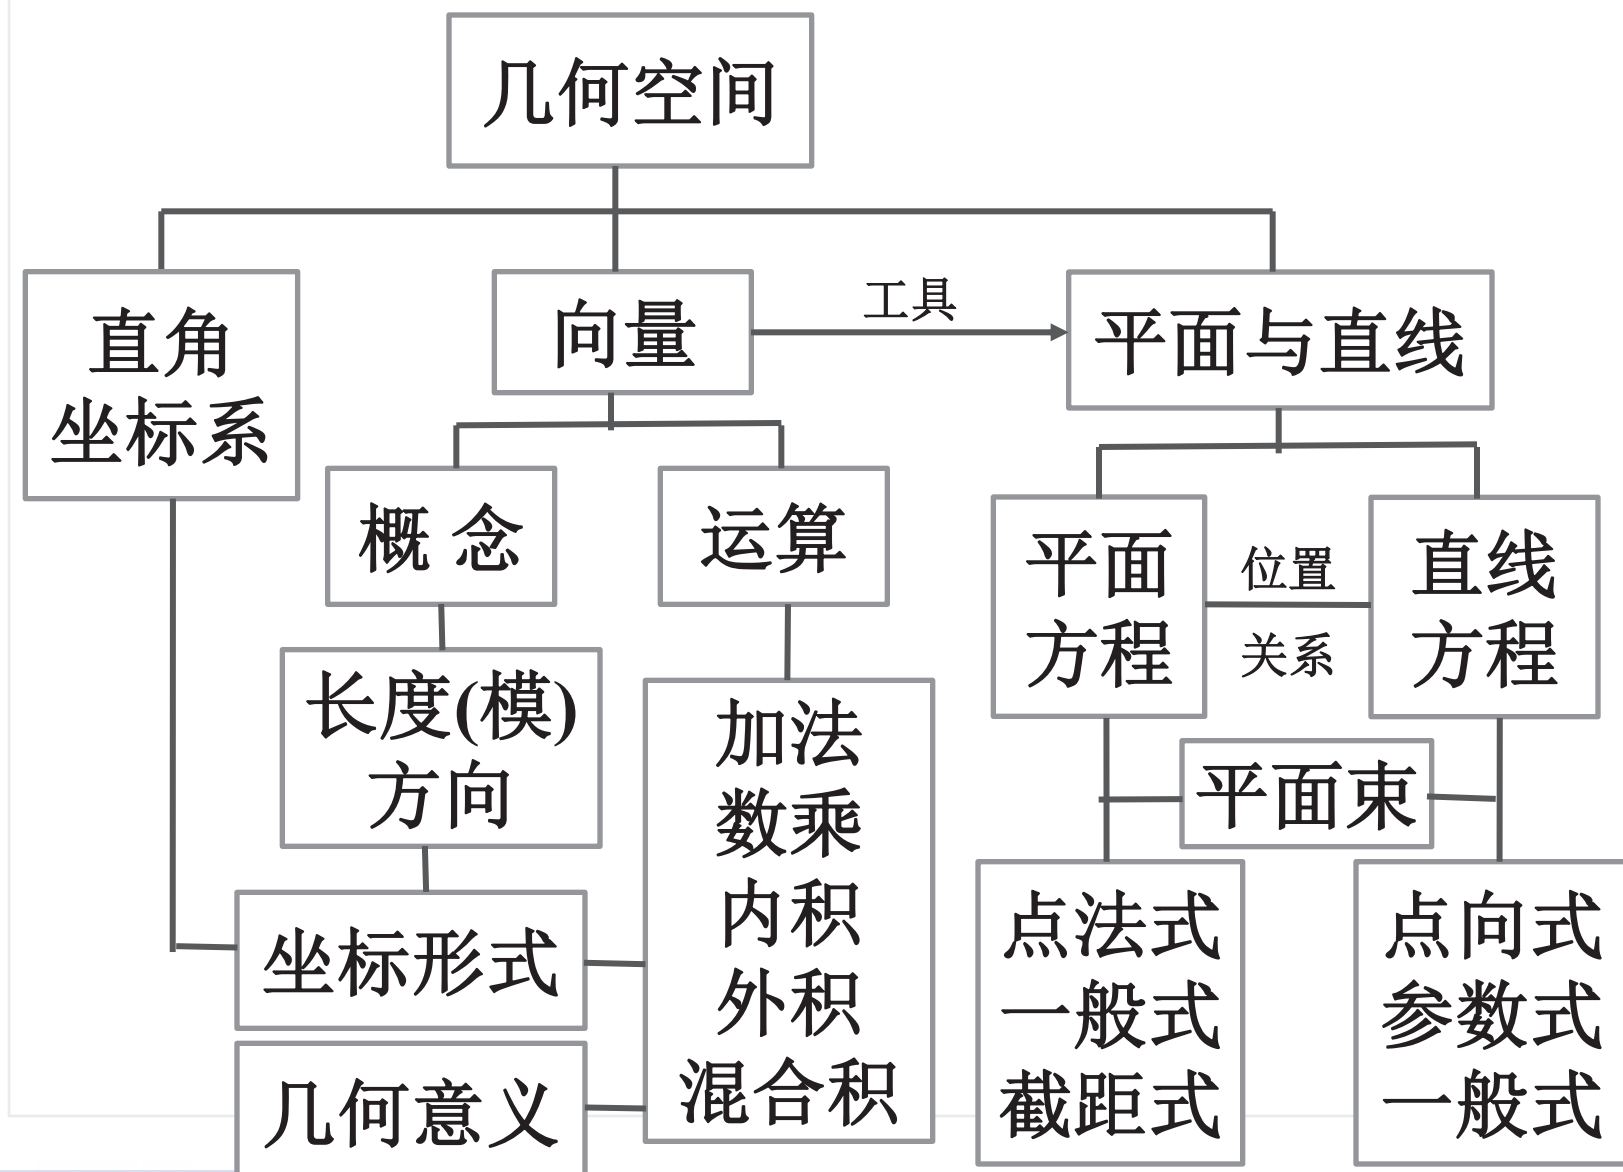 几何空间
直角
坐标系
向量
工具
平面与直线
概 念
运算
平面
方程
位置
关系
直线
方程
长度(模)
方向
加法
数乘
内积
外积
混合积
平面束
坐标形式
几何意义
点法式
一般式
截距式
点向式
参数式
一般式